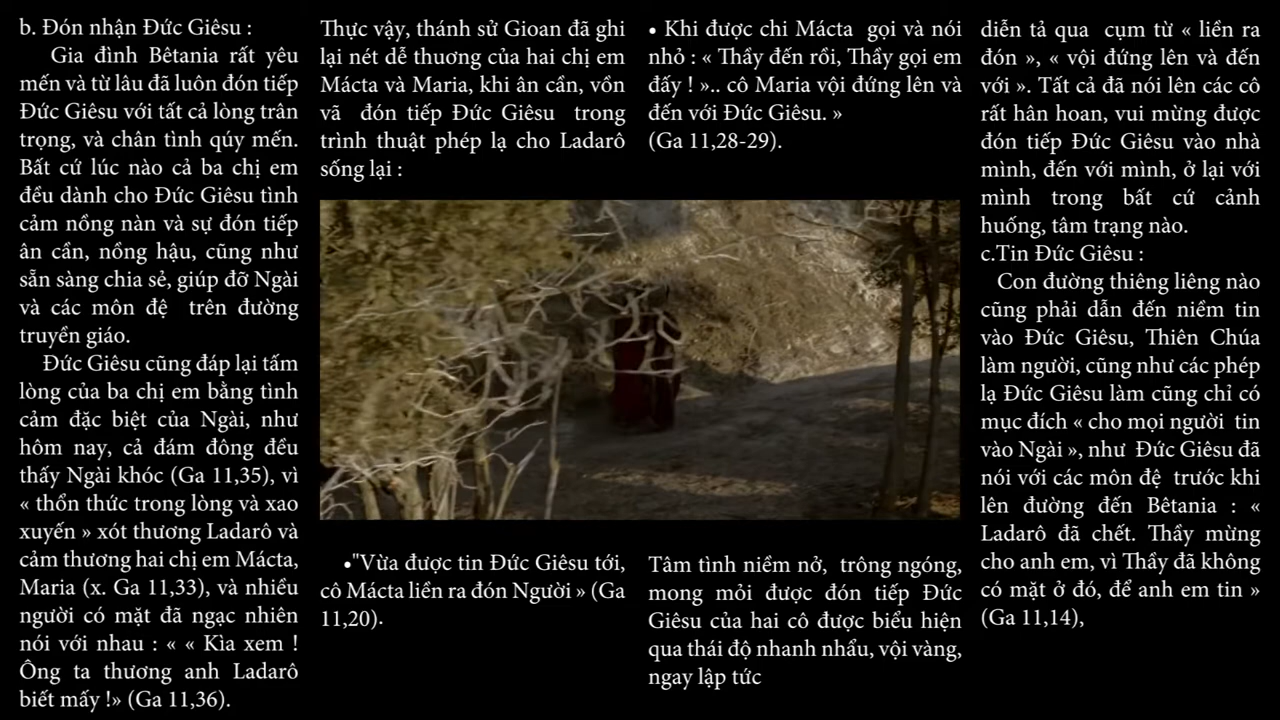 b. Đón nhận Đức Giêsu :
Gia đình Bêtania rất yêu
mến và từ lâu đã luôn đón tiếp
Đức Giêsu với tất cả lòng trân
trọng, và chân tình qúy mến.
Bất cứ lúc nào cả ba chị em
đều dành cho Đức Giêsu tình
cảm nồng nàn và sự đón tiếp
ân cần, nồng hậu, cũng như
sẵn sàng chia sẻ, giúp đỡ Ngài
và các môn đệ trên đường
truyền giáo.
Đức Giêsu cũng đáp lại tấm
lòng của ba chị em bằng tình
cảm đặc biệt của Ngài, như
hôm nay, cả đám đông đều
thấy Ngài khóc (Ga 11,35), vì
« thổn thức trong lòng và xao
xuyến » xót thương Ladarô và
cảm thương hai chị em Mácta,
Maria (x. Ga 11,33), và nhiều
người có mặt đã ngạc nhiên
nói với nhau : « « Kìa xem !
Ông ta thương anh Ladarô
biết mấy !» (Ga 11,36).
Thực vậy, thánh sử Gioan đã ghi
lại nét dễ thuơng của hai chị em
Mácta và Maria, khi ân cần, vồn
vã đón tiếp Đức Giêsu trong
trình thuật phép lạ cho Ladarô
sống lại :
•"Vừa được tin Đức Giêsu tới,
cô Mácta liền ra đón Người » (Ga
11,20).
• Khi được chi Mácta gọi và nói
nhỏ : « Thầy đến rồi, Thầy gọi em
đấy ! ».. cô Maria vội đứng lên và
đến với Đức Giêsu. »
(Ga 11,28-29).
Tâm tình niềm nở, trông ngóng,
mong mỏi được đón tiếp Đức
Giêsu của hai cô được biểu hiện
qua thái độ nhanh nhẩu, vội vàng,
ngay lập tức
diễn tả qua cụm từ « liền ra
đón », « vội đứng lên và đến
với ». Tất cả đã nói lên các cô
rất hân hoan, vui mừng được
đón tiếp Đức Giêsu vào nhà
mình, đến với mình, ở lại với
mình trong bất cứ cảnh
huống, tâm trạng nào.
c.Tin Đức Giêsu :
Con đường thiêng liêng nào
cũng phải dẫn đến niềm tin
vào Đức Giêsu, Thiên Chúa
làm người, cũng như các phép
lạ Đức Giêsu làm cũng chỉ có
mục đích « cho mọi người tin
vào Ngài », như Đức Giêsu đã
nói với các môn đệ trước khi
lên đường đến Bêtania : «
Ladarô đã chết. Thầy mừng
cho anh em, vì Thầy đã không
có mặt ở đó, để anh em tin »
(Ga 11,14),